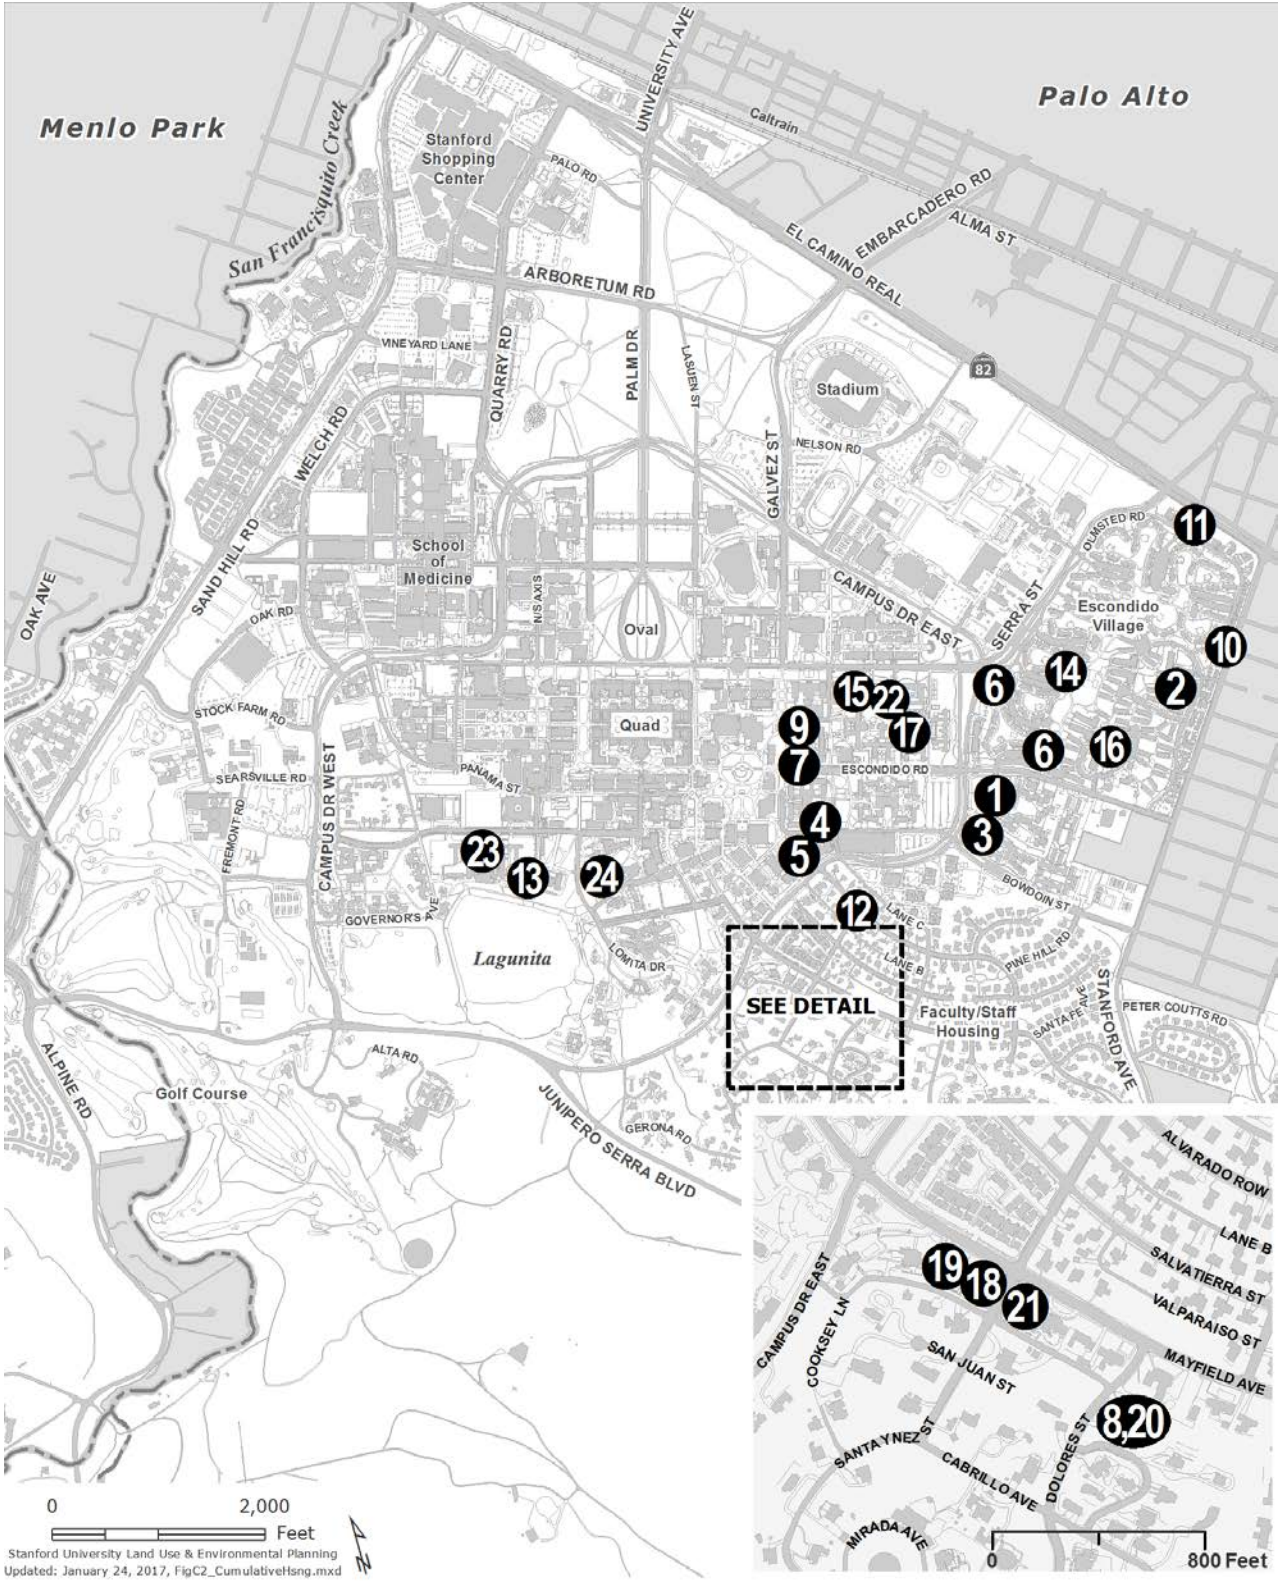 Menlo Park
Palo Alto
San Francisquito Creek
Stanford
Shopping
Center
UNIVERSITY AVE
Caltrain
PALO RD
EMBARCADERO RD
ALMA ST
EL CAMINO REAL
ARBORETUM RD
VINEYARD LANE
QUARRY RD
PALM DR
LASUEN ST
82
Stadium
NELSON RD
GALVEZ ST
WELCH RD
SAND HILL RD
OAK AVE
School
of
Medicine
N/S AXIS
OAK RD
Oval
CAMPUS DR EAST
SERRA ST
OLMSTED RD
11
Escondido
Village
10
14
2
6
15
22
17
9
7
Quad
STOCK FARM RD
SEARSVILLE RD
FREMONT RD
CAMPUS DR WEST
PANAMA ST
ESCONDIDO RD
6
16
1
3
4
5
23
13
24
12
GOVERNOR'S AVE
Lagunita
LOMITA DR
LANE C
LANE B
BOWDOIN ST
PINE HILL RD
SEE DETAIL
Faculty/Staff
Housing
SANTA FE AVE
STANFORD AVE
PETER COUTTS RD
ALPINE RD
ALTA RD
Golf Course
JUNIPERO SERRA BLVD
GERONA RD
ALVARADO ROW
LANE B
SALVATIERRA ST
VALPARAISO ST
MAYFIELD AVE
CAMPUS DR EAST
COOKSEY LN
19
18
21
SAN JUAN ST
8,20
SANTA YNEZ ST
CABRILLO AVE
DOLORES ST
MIRADA AVE
0 800 Feet
0 2,000
Feet
N
Stanford University Land Use & Environmental Planning
Updated: January 24, 2017, FigC2_CumulativeHsng.mxd